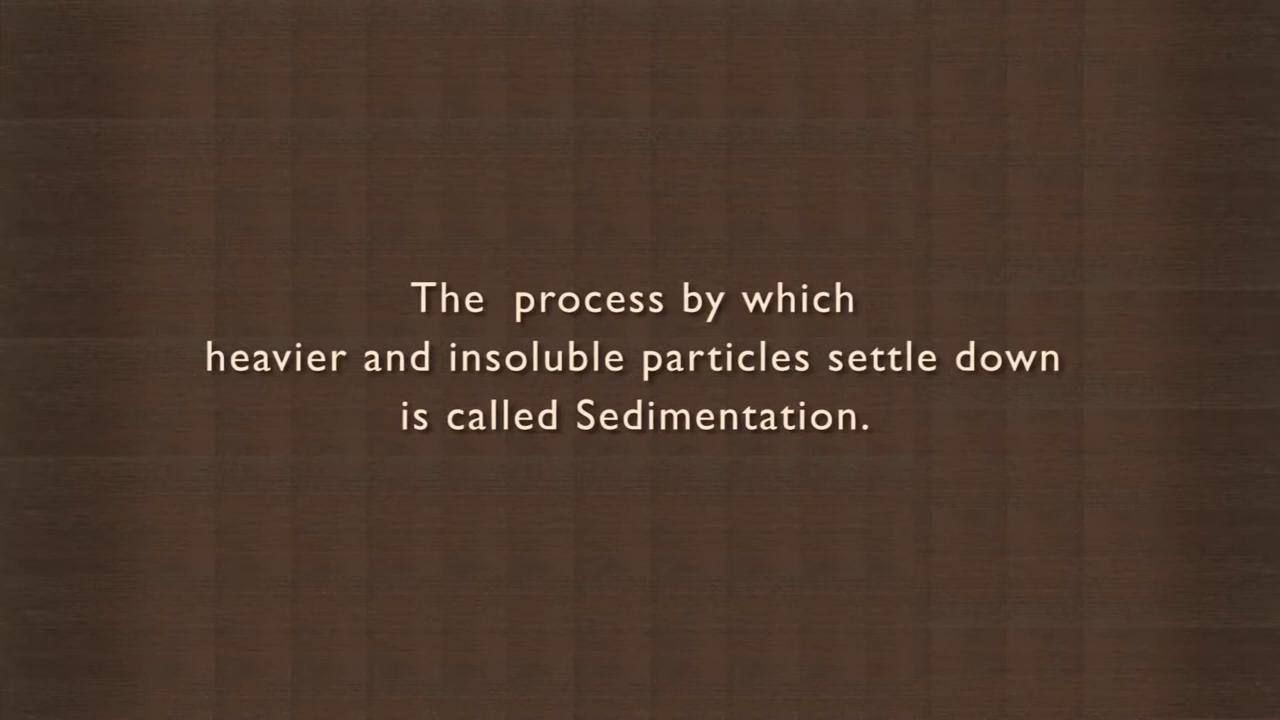 The process by which
heavier and insoluble particles settle down
is called Sedimentation.